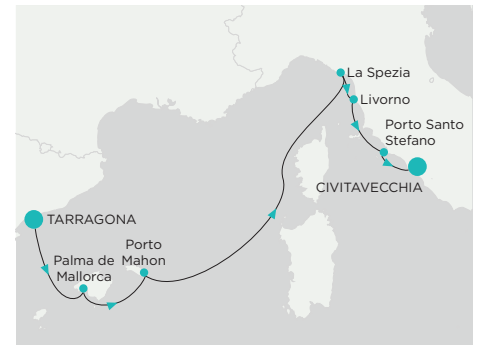 La Spezia
Livorno
Porto Santo
Stefano
CIVITAVECCHIA
TARRAGONA
Porto
Mahon
Palma de
Mallorca